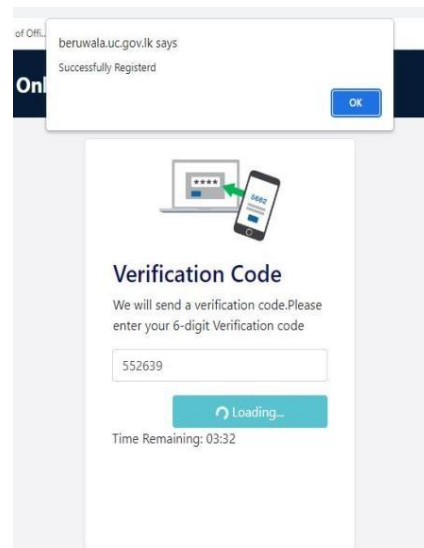 of Offi...
beruwala.uc.gov.lk says
Successfully Registerd
Onl
OK
****
5662
Verification Code
We will send a verification code.Please
enter your 6-digit Verification code
552639
Loading...
Time Remaining: 03:32